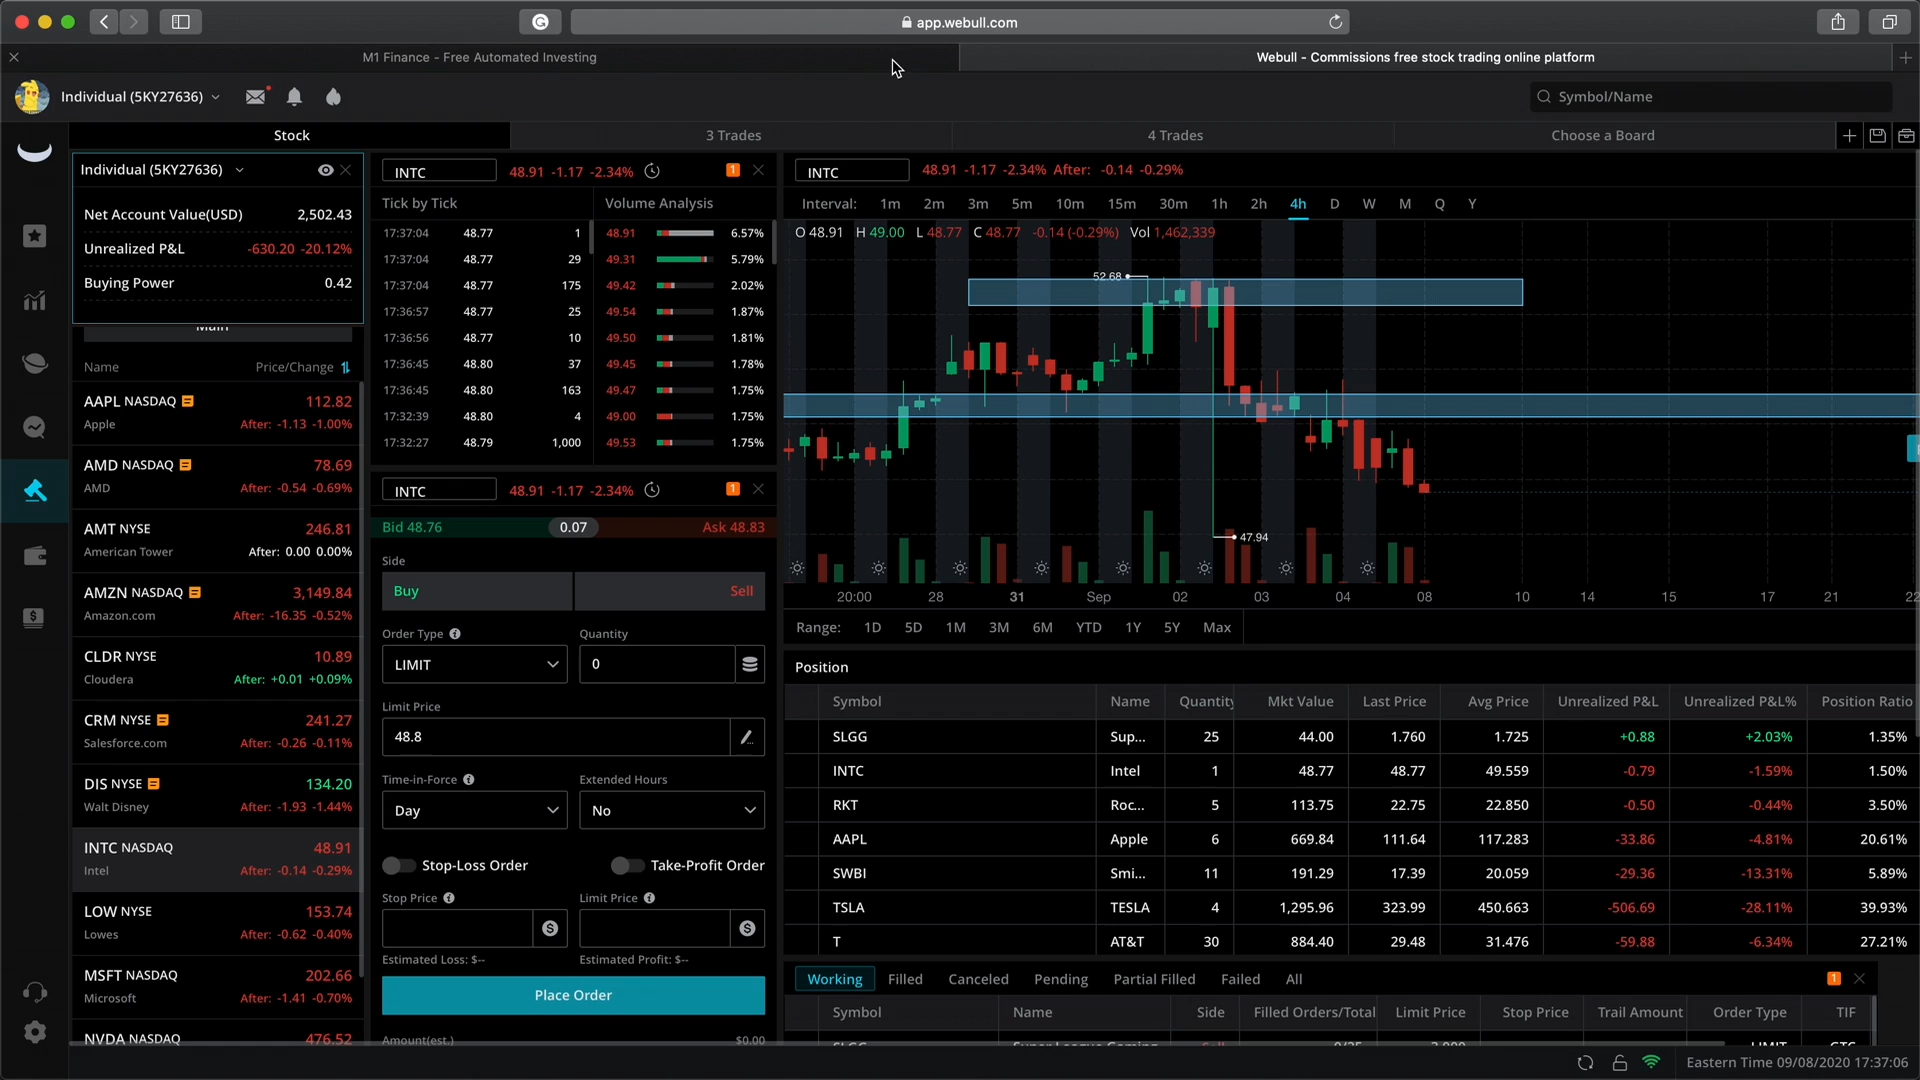 app.webull.com
M1 Finance - Free Automated Investing
Webull - Commissions free stock trading online platform
Individual (5KY27636)
Symbol/Name
Stock
3 Trades
4 Trades
Choose a Board
Individual (5KY27636)
Net Account Value(USD) 2,502.43
Unrealized P&L -630.20 -20.12%
Buying Power 0.42
Main
Name Price/Change
AAPL NASDAQ 112.82
Apple After: -1.13 -1.00%
AMD NASDAQ 78.69
AMD After: -0.54 -0.69%
AMT NYSE 246.81
American Tower After: 0.00 0.00%
AMZN NASDAQ 3,149.84
Amazon.com After: -16.35 -0.52%
CLDR NYSE 10.89
Cloudera After: +0.01 +0.09%
CRM NYSE 241.27
Salesforce.com After: -0.26 -0.11%
DIS NYSE 134.20
Walt Disney After: -1.93 -1.44%
INTC NASDAQ 48.91
Intel After: -0.14 -0.29%
LOW NYSE 153.74
Lowes After: -0.62 -0.40%
MSFT NASDAQ 202.66
Microsoft After: -1.41 -0.70%
NVDA NASDAQ 476.52
INTC 48.91 -1.17 -2.34% 1
Tick by Tick Volume Analysis
17:37:04 48.77 1 48.91 6.57%
17:37:04 48.77 29 49.31 5.79%
17:37:04 48.77 175 49.42 2.02%
17:36:57 48.77 25 49.54 1.87%
17:36:56 48.77 10 49.50 1.81%
17:36:45 48.80 37 49.45 1.78%
17:36:45 48.80 163 49.47 1.75%
17:32:39 48.80 4 49.00 1.75%
17:32:27 48.79 1,000 49.53 1.75%
INTC 48.91 -1.17 -2.34% 1
Bid 48.76 0.07 Ask 48.83
Side
Buy Sell
Order Type Quantity
LIMIT 0
Limit Price
48.8
Time-in-Force Extended Hours
Day No
Stop-Loss Order Take-Profit Order
Stop Price Limit Price
Estimated Loss: $-- Estimated Profit: $--
Place Order
Amount(est.) $0.00
INTC 48.91 -1.17 -2.34% After: -0.14 -0.29%
Interval: 1m 2m 3m 5m 10m 15m 30m 1h 2h 4h D W M Q Y
O 48.91 H 49.00 L 48.77 C 48.77 -0.14 (-0.29%) Vol 1,462,339
52.68
47.94
20:00 28 31 Sep 02 03 04 08 10 14 15 17 21 22
Range: 1D 5D 1M 3M 6M YTD 1Y 5Y Max
Position
Symbol Name Quantity Mkt Value Last Price Avg Price Unrealized P&L Unrealized P&L% Position Ratio
SLGG Sup... 25 44.00 1.760 1.725 +0.88 +2.03% 1.35%
INTC Intel 1 48.77 48.77 49.559 -0.79 -1.59% 1.50%
RKT Roc... 5 113.75 22.75 22.850 -0.50 -0.44% 3.50%
AAPL Apple 6 669.84 111.64 117.283 -33.86 -4.81% 20.61%
SWBI Smi... 11 191.29 17.39 20.059 -29.36 -13.31% 5.89%
TSLA TESLA 4 1,295.96 323.99 450.663 -506.69 -28.11% 39.93%
T AT&T 30 884.40 29.48 31.476 -59.88 -6.34% 27.21%
Working Filled Canceled Pending Partial Filled Failed All 1
Symbol Name Side Filled Orders/Total Limit Price Stop Price Trail Amount Order Type TIF
SLGG Super League Gaming Sell 0/25 LIMIT GTC
Eastern Time 09/08/2020 17:37:06